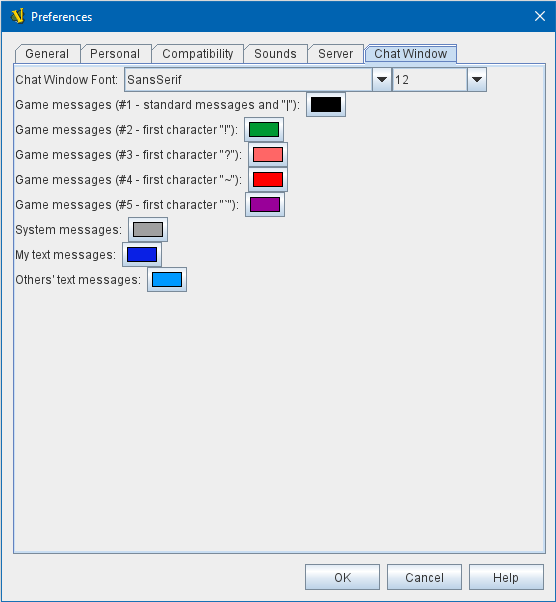 Preferences
General Personal Compatibility Sounds Server Chat Window
Chat Window Font: SansSerif 12
Game messages (#1 - standard messages and "|"):
Game messages (#2 - first character "!"):
Game messages (#3 - first character "?"):
Game messages (#4 - first character "~"):
Game messages (#5 - first character "`"):
System messages:
My text messages:
Others' text messages:
OK Cancel Help